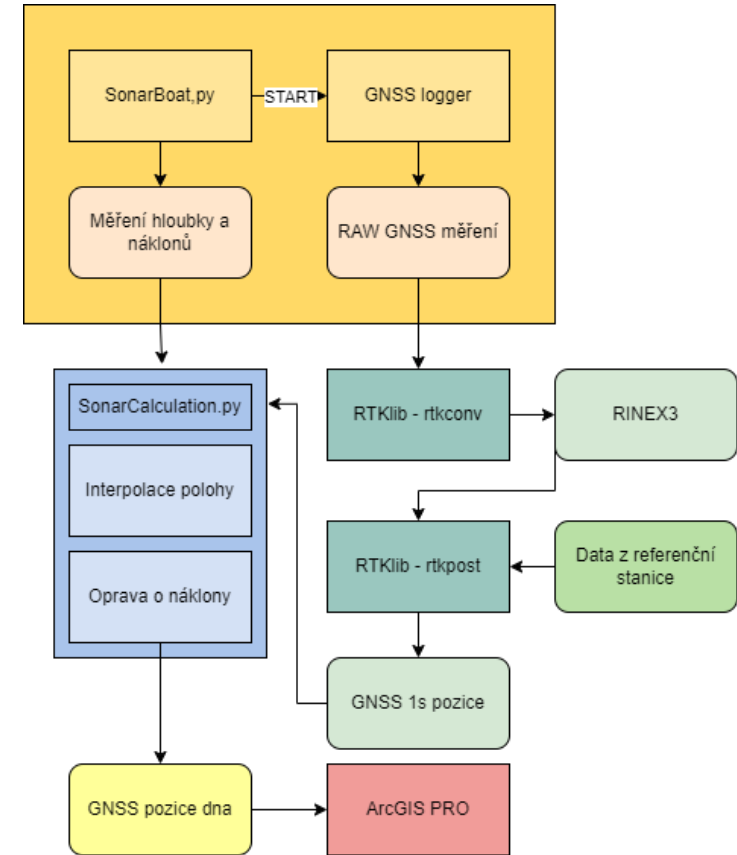 SonarBoat,py
START
GNSS logger
Měření hloubky a
náklonů
RAW GNSS měření
SonarCalculation.py
RTKlib - rtkconv
RINEX3
Interpolace polohy
Oprava o náklony
RTKlib - rtkpost
Data z referenční
stanice
GNSS 1s pozice
GNSS pozice dna
ArcGIS PRO